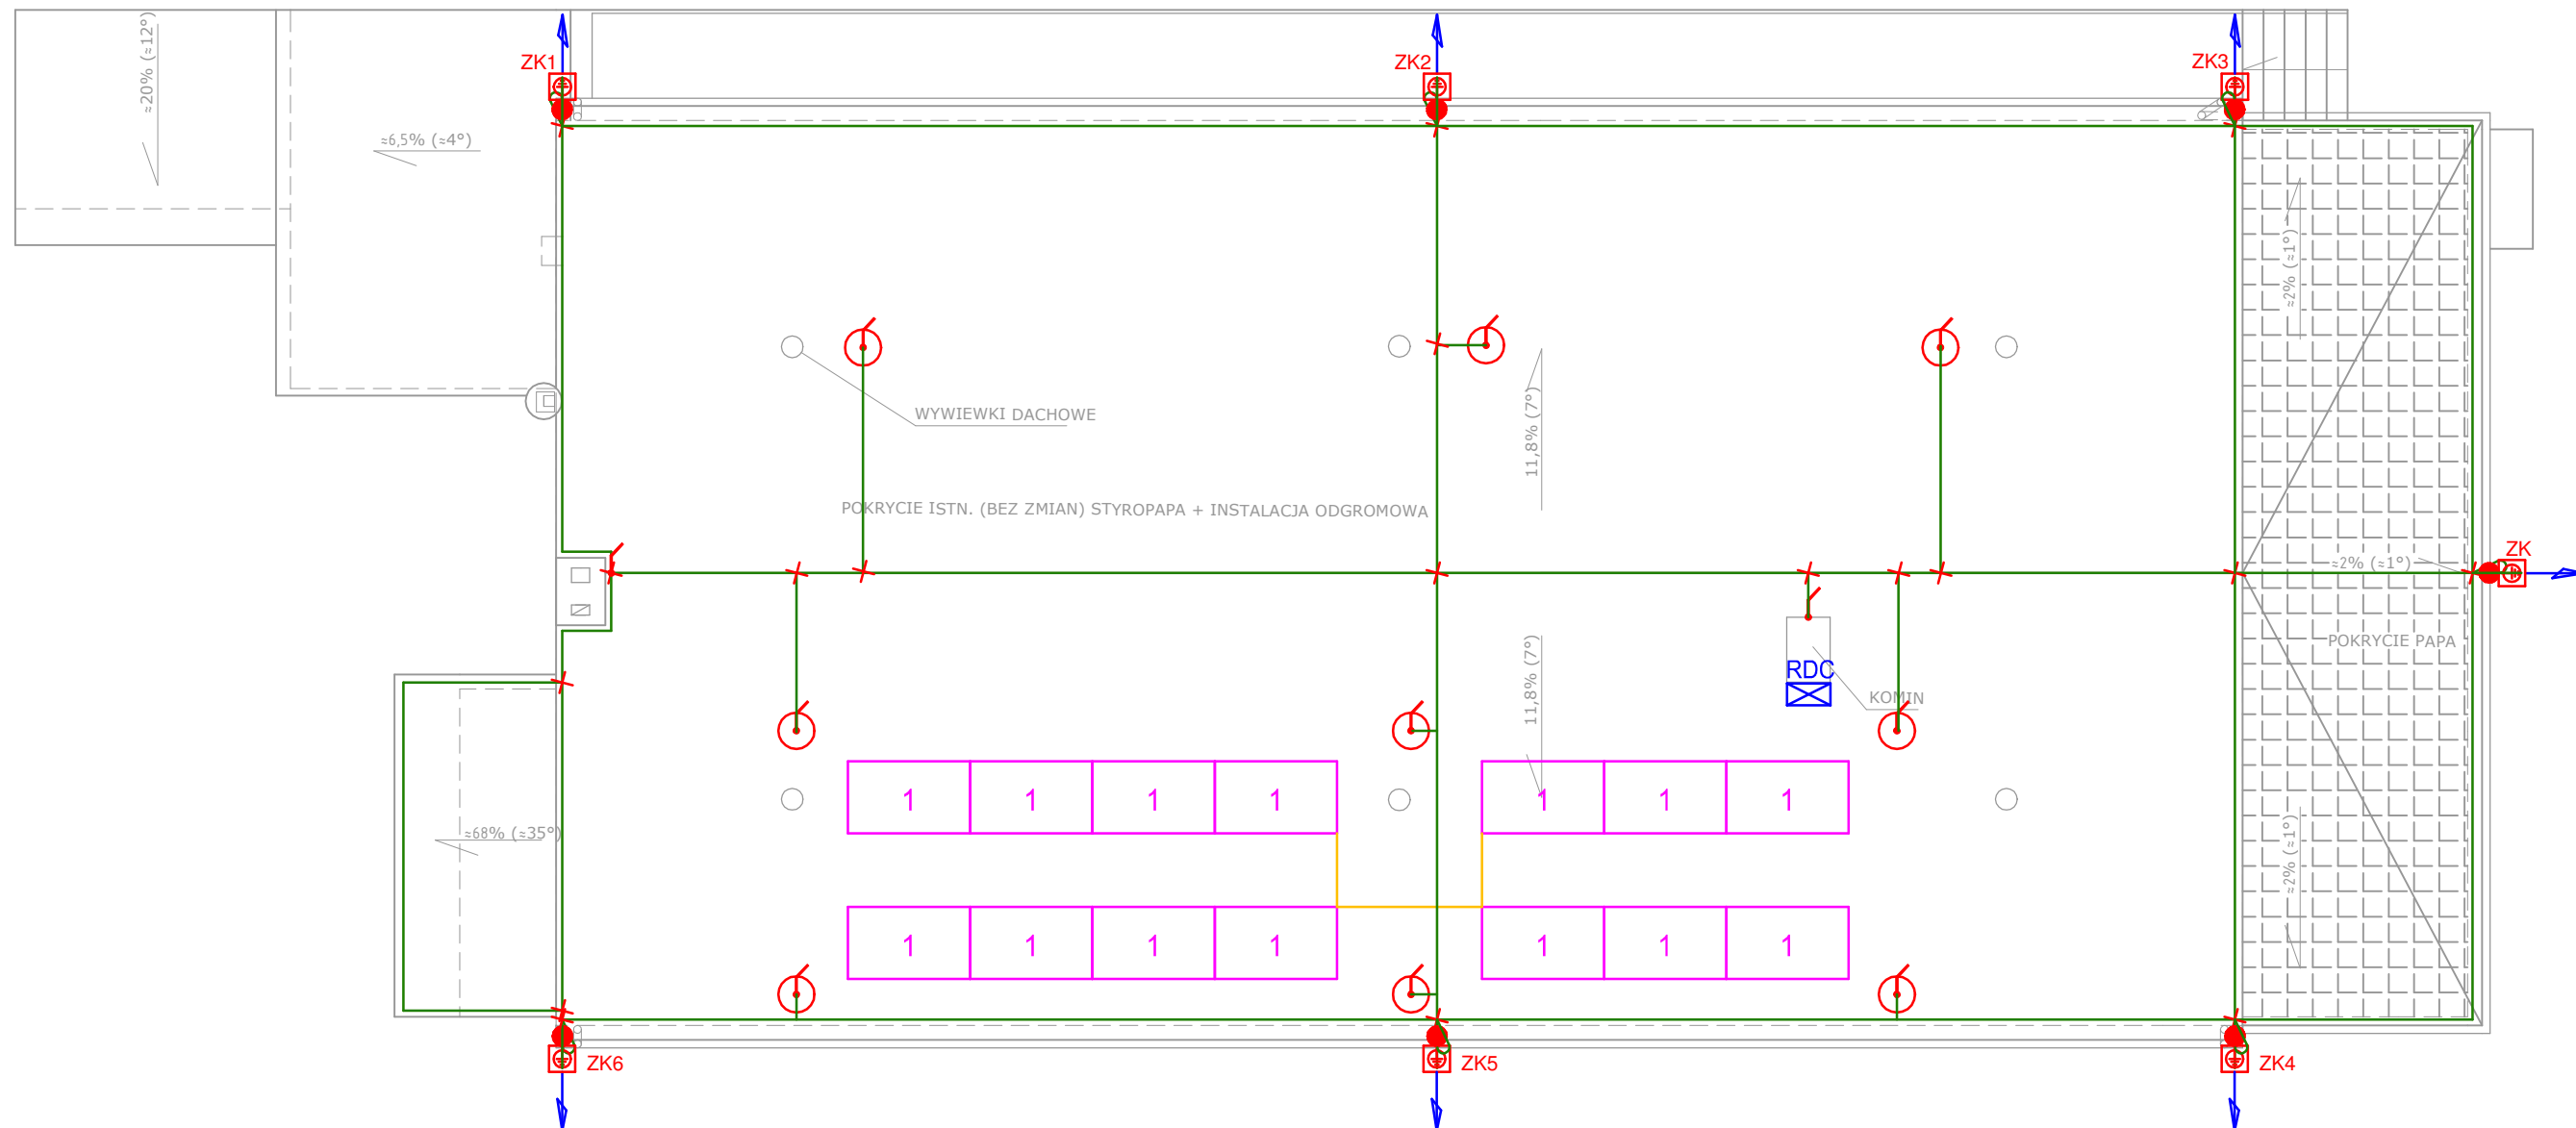 ZK1
ZK2
ZK3
≈20% (≈12°)
≈6,5% (≈4°)
≈2% (≈1°)
WYWIEWKI DACHOWE
11,8% (7°)
POKRYCIE ISTN. (BEZ ZMIAN) STYROPAPA + INSTALACJA ODGROMOWA
ZK
≈2% (≈1°)
POKRYCIE PAPA
11,8% (7°)
RDC
KOMIN
1 1 1 1 1 1 1
≈68% (≈35°)
≈2% (≈1°)
1 1 1 1 1 1 1
ZK6
ZK5
ZK4